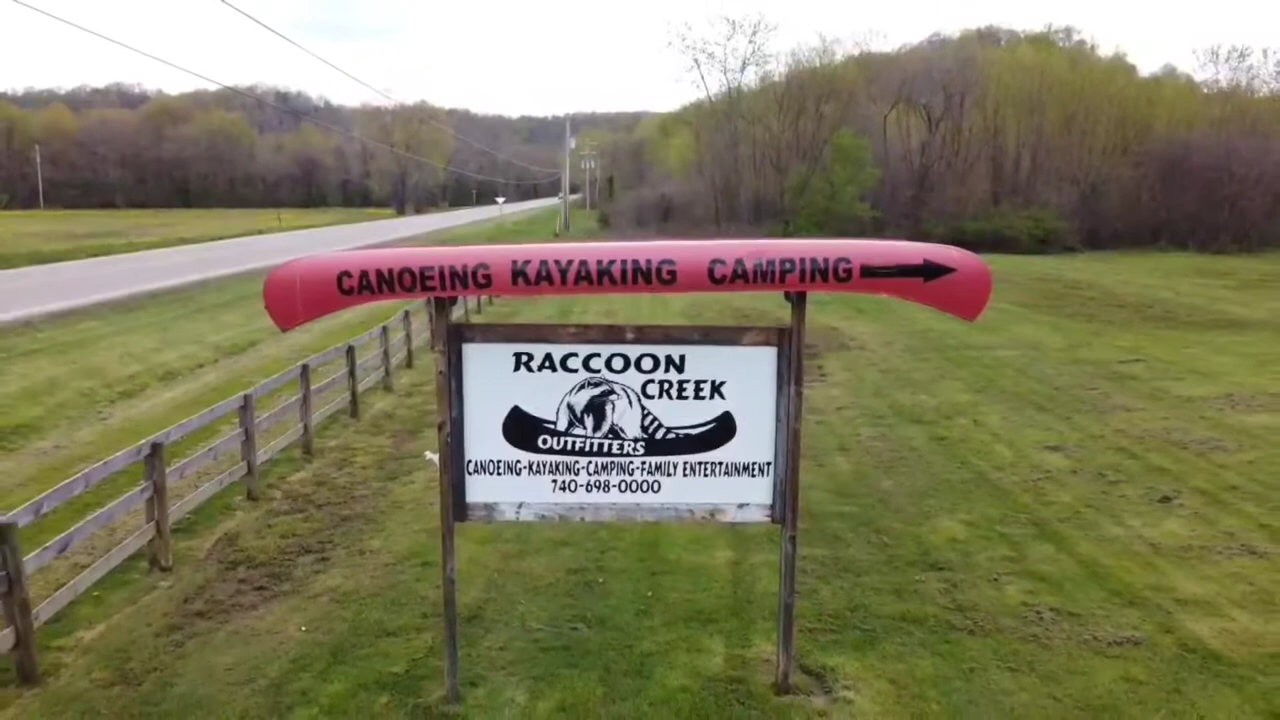 CANOEING KAYAKING CAMPING
RACCOON
CREEK
OUTFITTERS
CANOEING-KAYAKING-CAMPING-FAMILY ENTERTAINMENT
740-698-0000